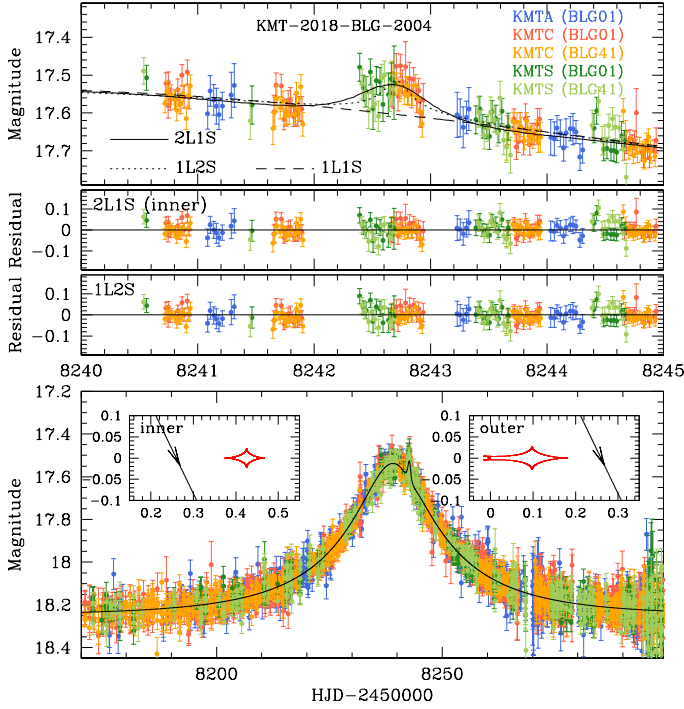 KMT-2018-BLG-2004
KMTA (BLG01)
KMTC (BLG01)
KMTC (BLG41)
KMTS (BLG01)
KMTS (BLG41)
Magnitude
17.4
17.5
17.6
17.7
2L1S
1L2S
1L1S
Residual
0.1
0
-0.1
2L1S (inner)
Residual
0.1
0
-0.1
1L2S
8240
8241
8242
8243
8244
8245
Magnitude
17.2
17.4
17.6
17.8
18
18.2
18.4
inner
0.1
0.05
0
-0.05
-0.1
0.2
0.3
0.4
0.5
outer
0.1
0.05
0
-0.05
-0.1
0
0.1
0.2
0.3
8200
8250
HJD-2450000